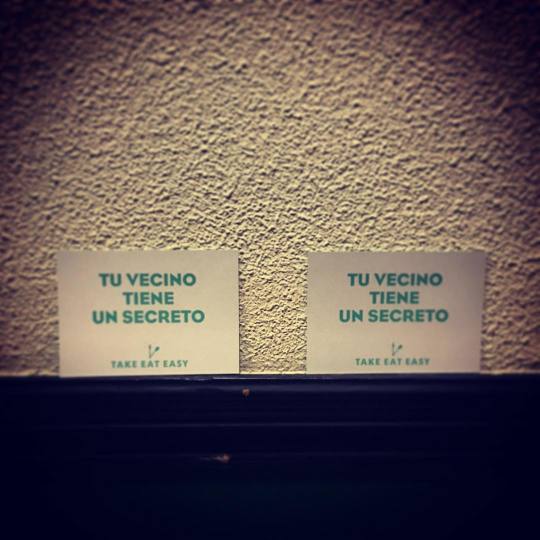 TU VECINO
TIENE
UN SECRETO
TAKE EAT EASY
TU VECINO
TIENE
UN SECRETO
TAKE EAT EASY